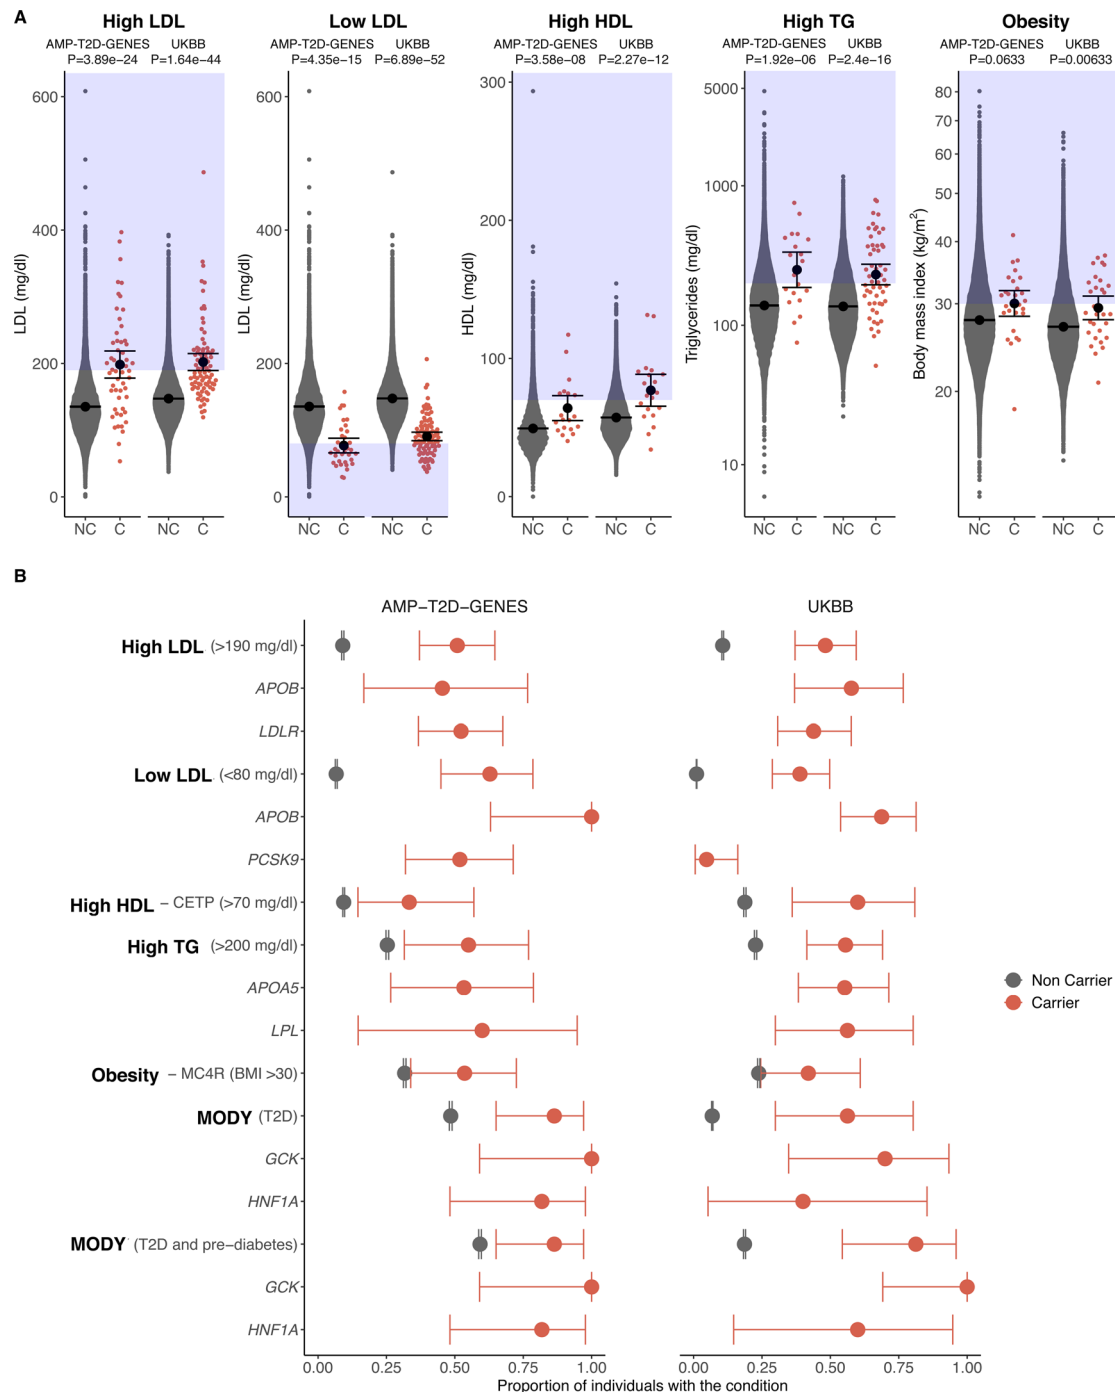 A
High LDL Low LDL High HDL High TG Obesity
AMP-T2D-GENES UKBB AMP-T2D-GENES UKBB AMP-T2D-GENES UKBB AMP-T2D-GENES UKBB AMP-T2D-GENES UKBB
P=3.89e−24 P=1.64e−44 P=4.35e−15 P=6.89e−52 P=3.58e−08 P=2.27e−12 P=1.92e−06 P=2.4e−16 P=0.0633 P=0.00633
LDL (mg/dl)
600
400
200
0
NC C NC C
LDL (mg/dl)
600
400
200
0
NC C NC C
HDL (mg/dl)
300
200
100
0
NC C NC C
Triglycerides (mg/dl)
5000
1000
100
10
NC C NC C
Body mass index (kg/m²)
80
70
60
50
40
30
20
NC C NC C
B
AMP−T2D−GENES UKBB
High LDL (>190 mg/dl)
APOB
LDLR
Low LDL (<80 mg/dl)
APOB
PCSK9
High HDL − CETP (>70 mg/dl)
High TG (>200 mg/dl)
APOA5
LPL
Obesity − MC4R (BMI >30)
MODY (T2D)
GCK
HNF1A
MODY (T2D and pre−diabetes)
GCK
HNF1A
Non Carrier
Carrier
0.00 0.25 0.50 0.75 1.00 0.00 0.25 0.50 0.75 1.00
Proportion of individuals with the condition